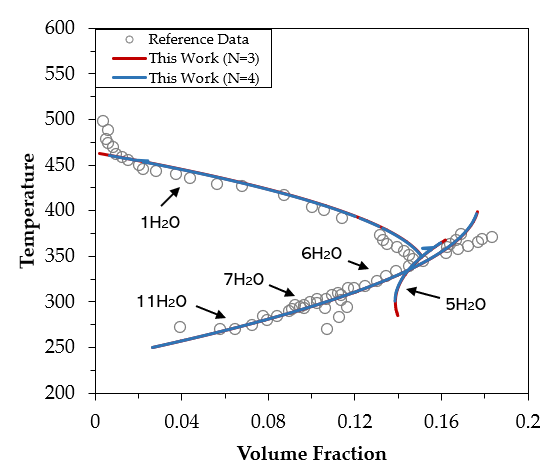 600
550
500
450
400
350
300
250
200
Temperature
Reference Data
This Work (N=3)
This Work (N=4)
1H2O
6H2O
7H2O
11H2O
5H2O
0
0.04
0.08
0.12
0.16
0.2
Volume Fraction